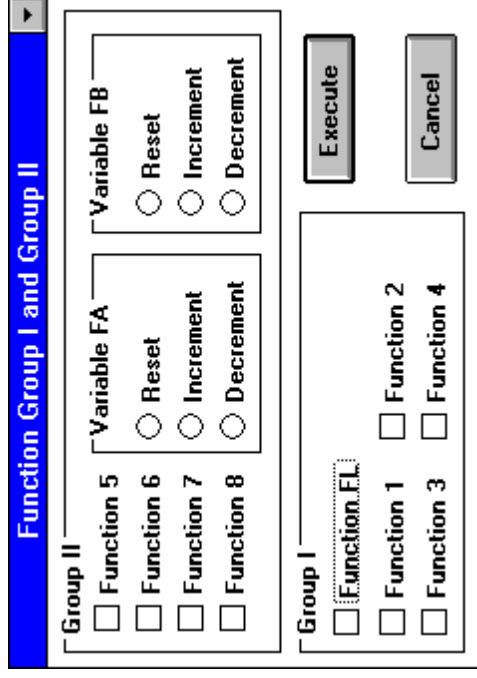 Function Group I and Group II
Group II
Function 5
Function 6
Function 7
Function 8
Variable FA
Reset
Increment
Decrement
Variable FB
Reset
Increment
Decrement
Group I
Function FL
Function 1 Function 2
Function 3 Function 4
Execute
Cancel